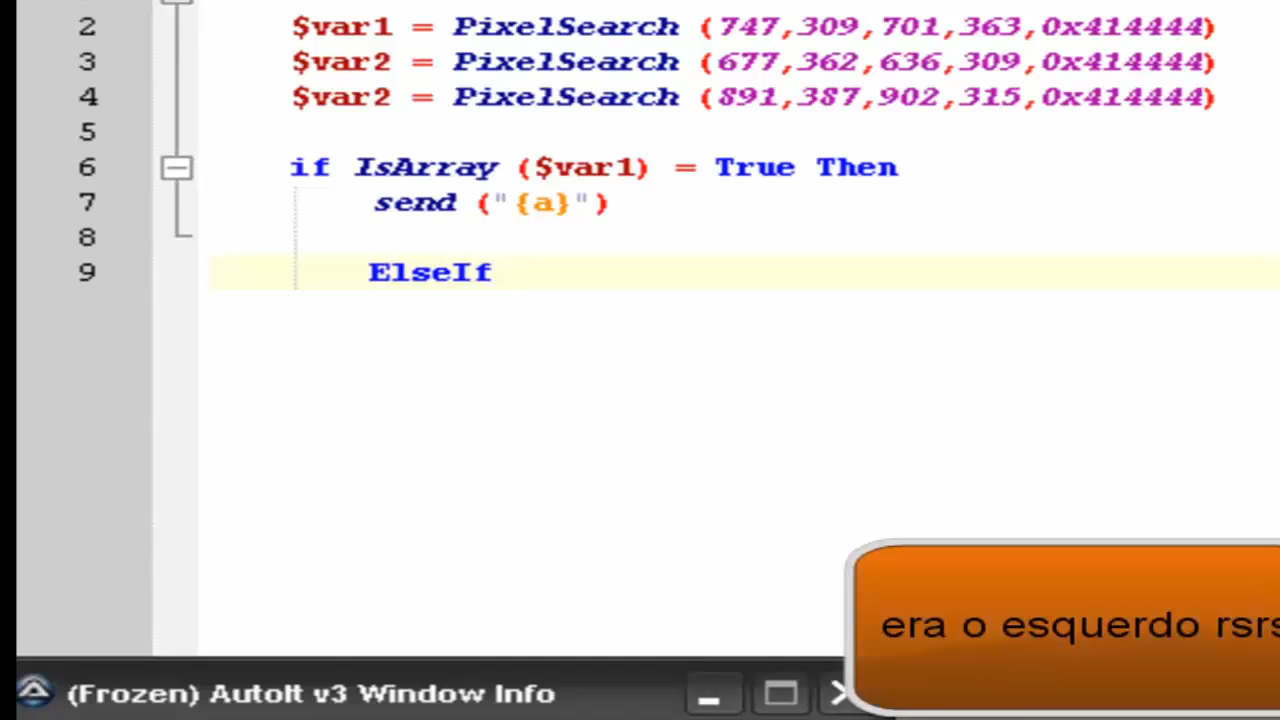 2 $var1 = PixelSearch (747,309,701,363,0x414444)
3 $var2 = PixelSearch (677,362,636,309,0x414444)
4 $var2 = PixelSearch (891,387,902,315,0x414444)
5
6 if IsArray ($var1) = True Then
7 send ("{a}")
8
9 ElseIf
era o esquerdo rsrs
(Frozen) AutoIt v3 Window Info